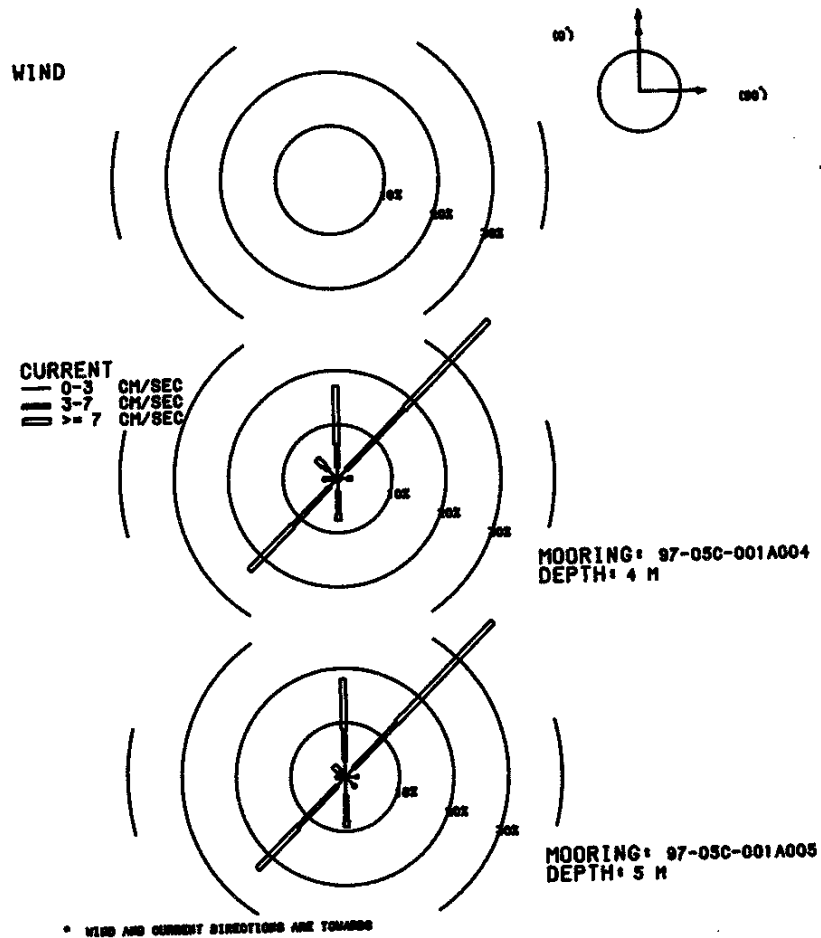 (0°)
WIND
(90°)
10%
20%
30%
CURRENT
0-3 CM/SEC
3-7 CM/SEC
>= 7 CM/SEC
10%
20%
30%
MOORING: 97-05C-001A004
DEPTH: 4 M
10%
20%
30%
MOORING: 97-05C-001A005
DEPTH: 5 M
* WIND AND CURRENT DIRECTIONS ARE TOWARDS